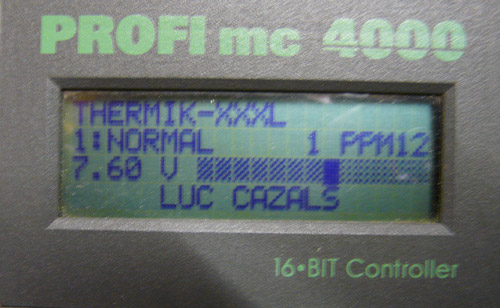 PROFI mc 4000
THERMIK-XXXL
1:NORMAL 1 PPM12
7.60 V
LUC CAZALS
16•BIT Controller